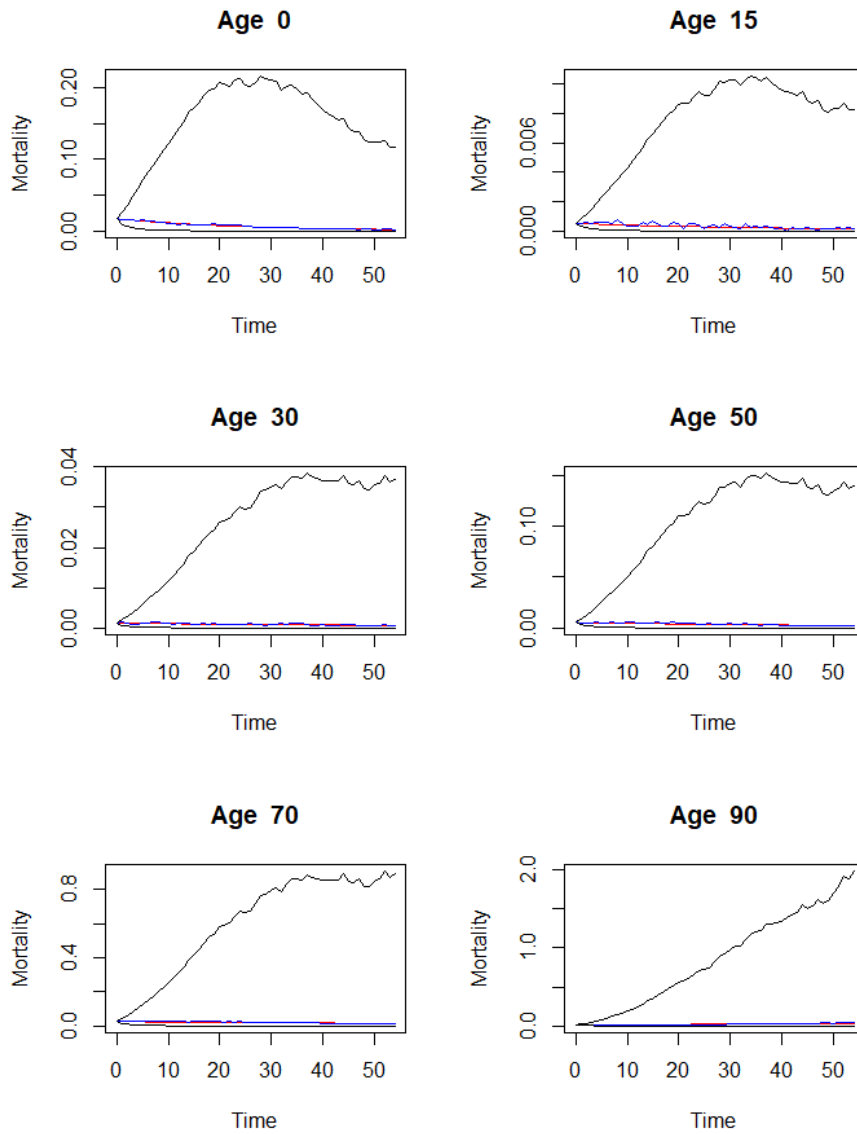 Age 0
Mortality
0.00 0.10 0.20
0 10 20 30 40 50
Time
Age 15
Mortality
0.000 0.006
0 10 20 30 40 50
Time
Age 30
Mortality
0.00 0.02 0.04
0 10 20 30 40 50
Time
Age 50
Mortality
0.00 0.10
0 10 20 30 40 50
Time
Age 70
Mortality
0.0 0.4 0.8
0 10 20 30 40 50
Time
Age 90
Mortality
0.0 1.0 2.0
0 10 20 30 40 50
Time